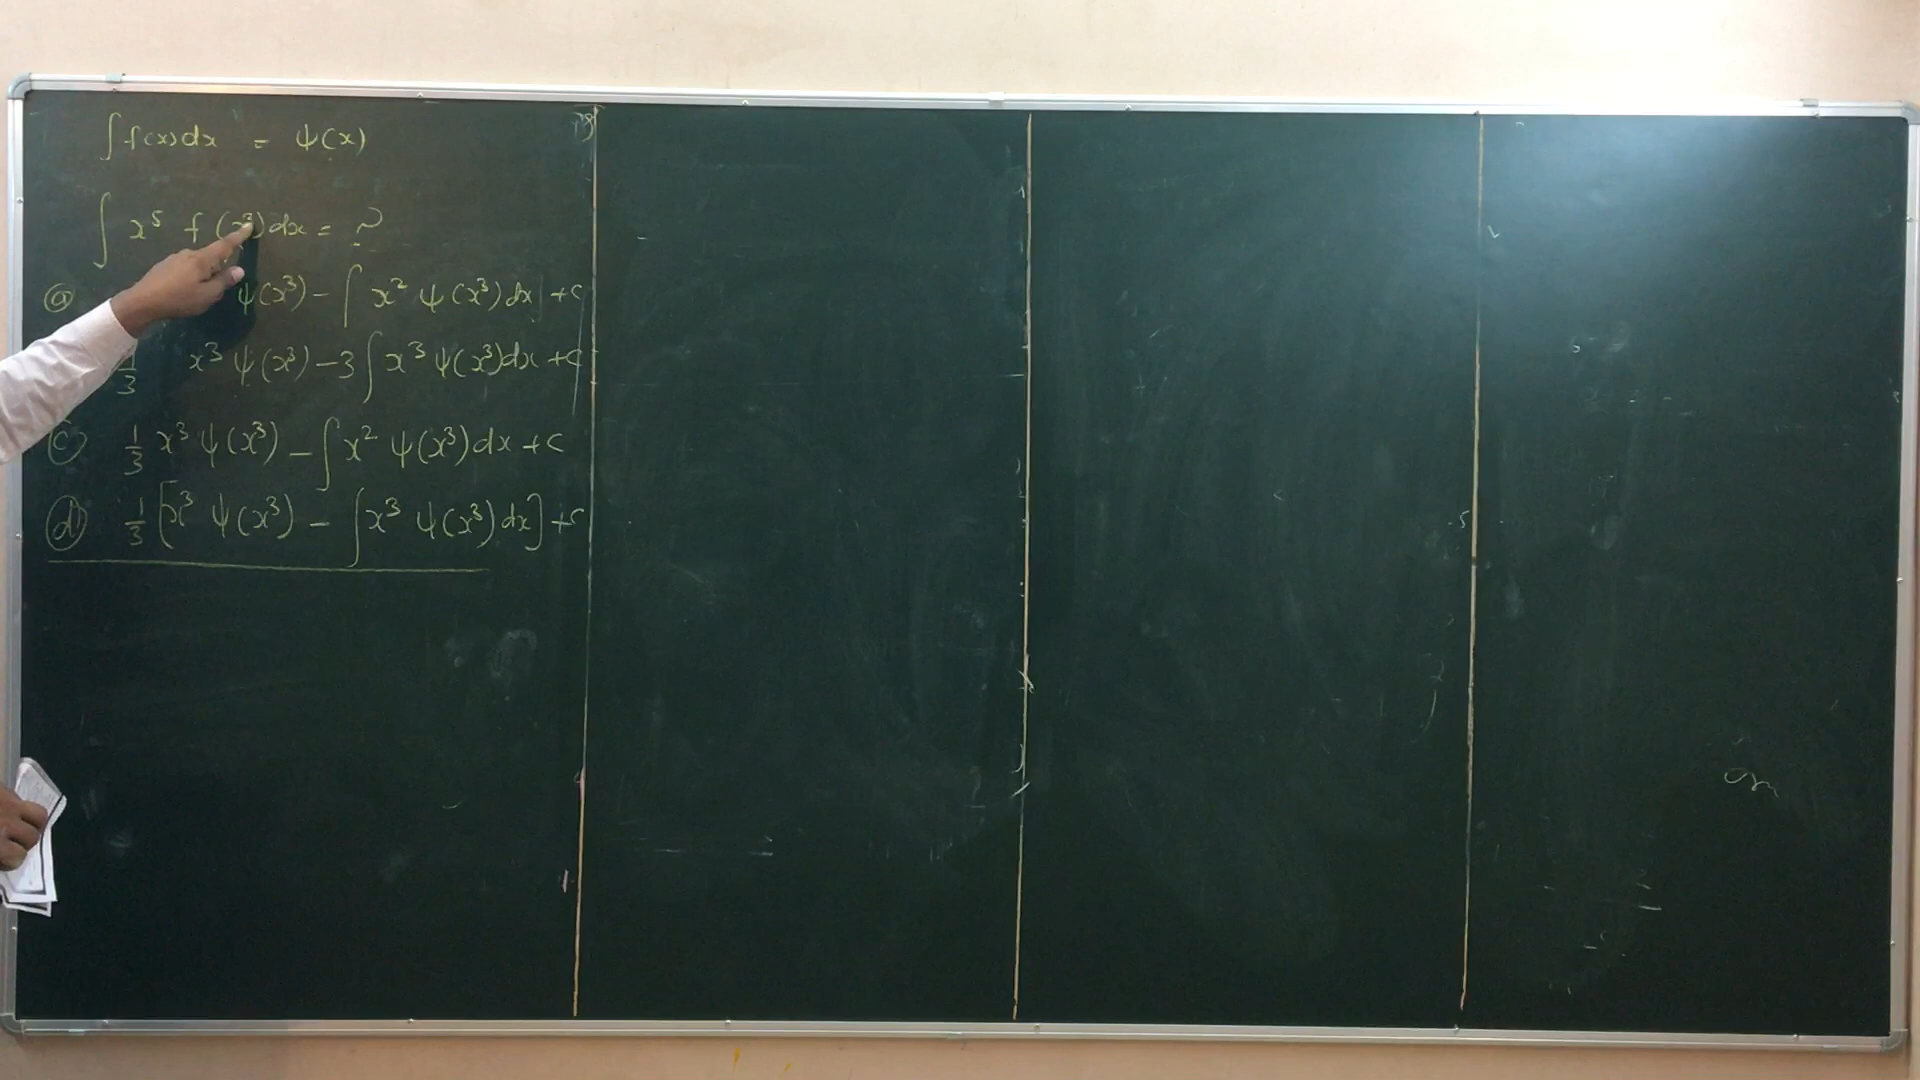 ∫ f(x) dx = ψ(x)
∫ x⁵ f(x³) dx = ?
ⓐ ψ(x³) – ∫ x² ψ(x³) dx + c
1/3 x³ ψ(x³) – 3 ∫ x³ ψ(x³) dx + c
ⓒ 1/3 x³ ψ(x³) – ∫ x² ψ(x³) dx + c
ⓓ 1/3 [x³ ψ(x³) – ∫ x³ ψ(x³) dx] + c